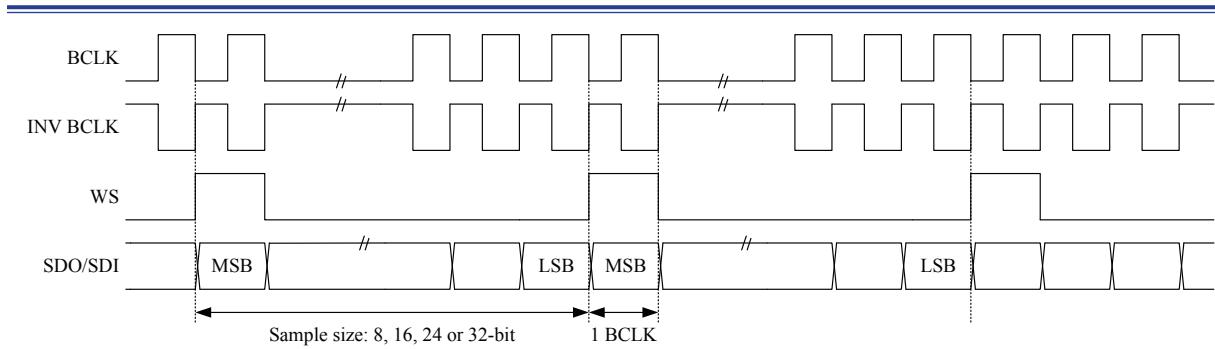 BCLK
INV BCLK
WS
SDO/SDI
MSB
LSB
MSB
LSB
Sample size: 8, 16, 24 or 32-bit
1 BCLK